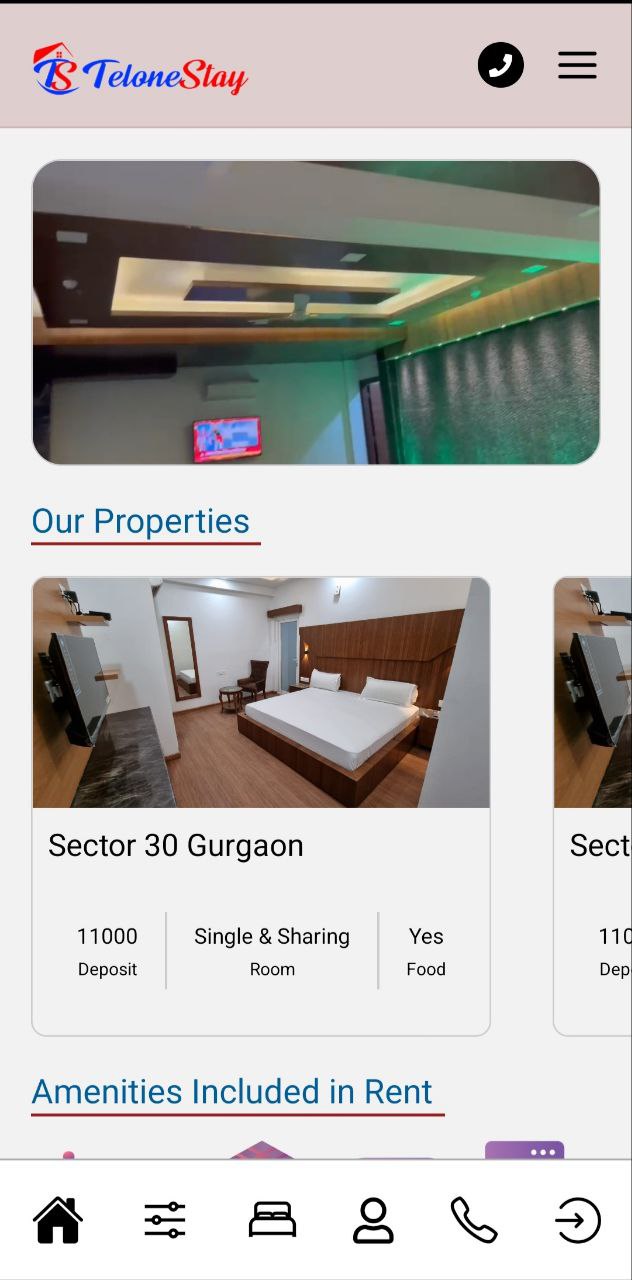 TS TeloneStay
Our Properties
Sector 30 Gurgaon
11000
Deposit
Single & Sharing
Room
Yes
Food
Sect
110
Dep
Amenities Included in Rent